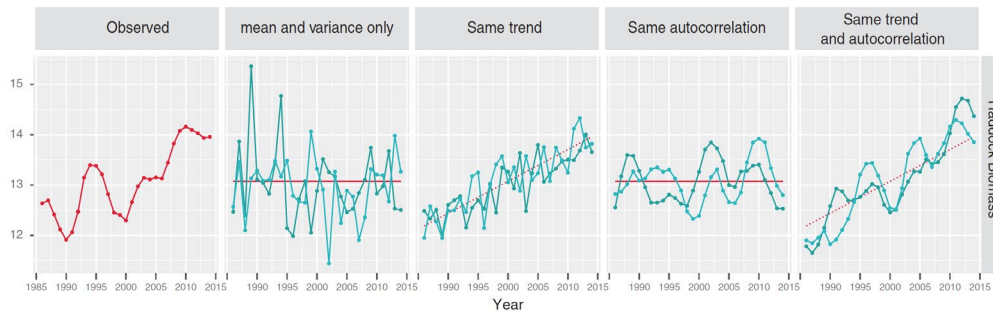 Observed
mean and variance only
Same trend
Same autocorrelation
Same trend
and autocorrelation
15
14
13
12
1985 1990 1995 2000 2005 2010 2015
1990 1995 2000 2005 2010 2015
1990 1995 2000 2005 2010 2015
1990 1995 2000 2005 2010 2015
1990 1995 2000 2005 2010 2015
Year